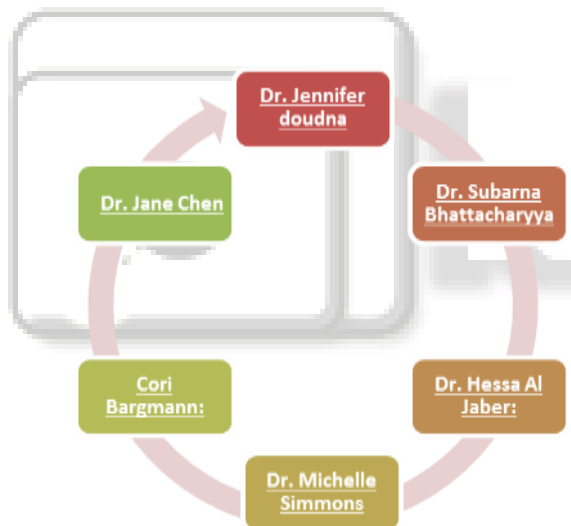 Dr. Jennifer
doudna
Dr. Subarna
Bhattacharyya
Dr. Hessa Al
Jaber:
Dr. Michelle
Simmons
Cori
Bargmann:
Dr. Jane Chen